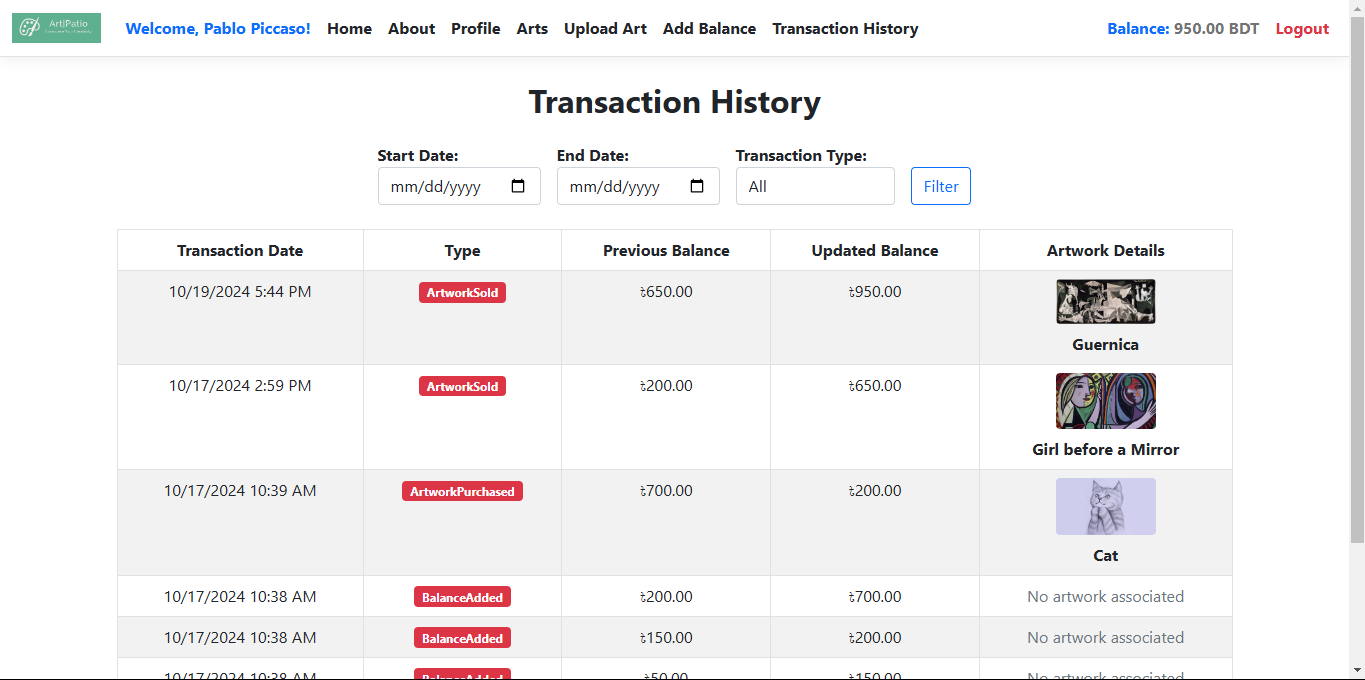 ArtiPatio
Welcome, Pablo Piccaso! Home About Profile Arts Upload Art Add Balance Transaction History Balance: 950.00 BDT Logout
Transaction History
Start Date: End Date: Transaction Type:
mm/dd/yyyy mm/dd/yyyy All Filter
Transaction Date Type Previous Balance Updated Balance Artwork Details
10/19/2024 5:44 PM ArtworkSold ৳650.00 ৳950.00
Guernica
10/17/2024 2:59 PM ArtworkSold ৳200.00 ৳650.00
Girl before a Mirror
10/17/2024 10:39 AM ArtworkPurchased ৳700.00 ৳200.00
Cat
10/17/2024 10:38 AM BalanceAdded ৳200.00 ৳700.00 No artwork associated
10/17/2024 10:38 AM BalanceAdded ৳150.00 ৳200.00 No artwork associated
10/17/2024 10:38 AM BalanceAdded ৳50.00 ৳150.00 No artwork associated